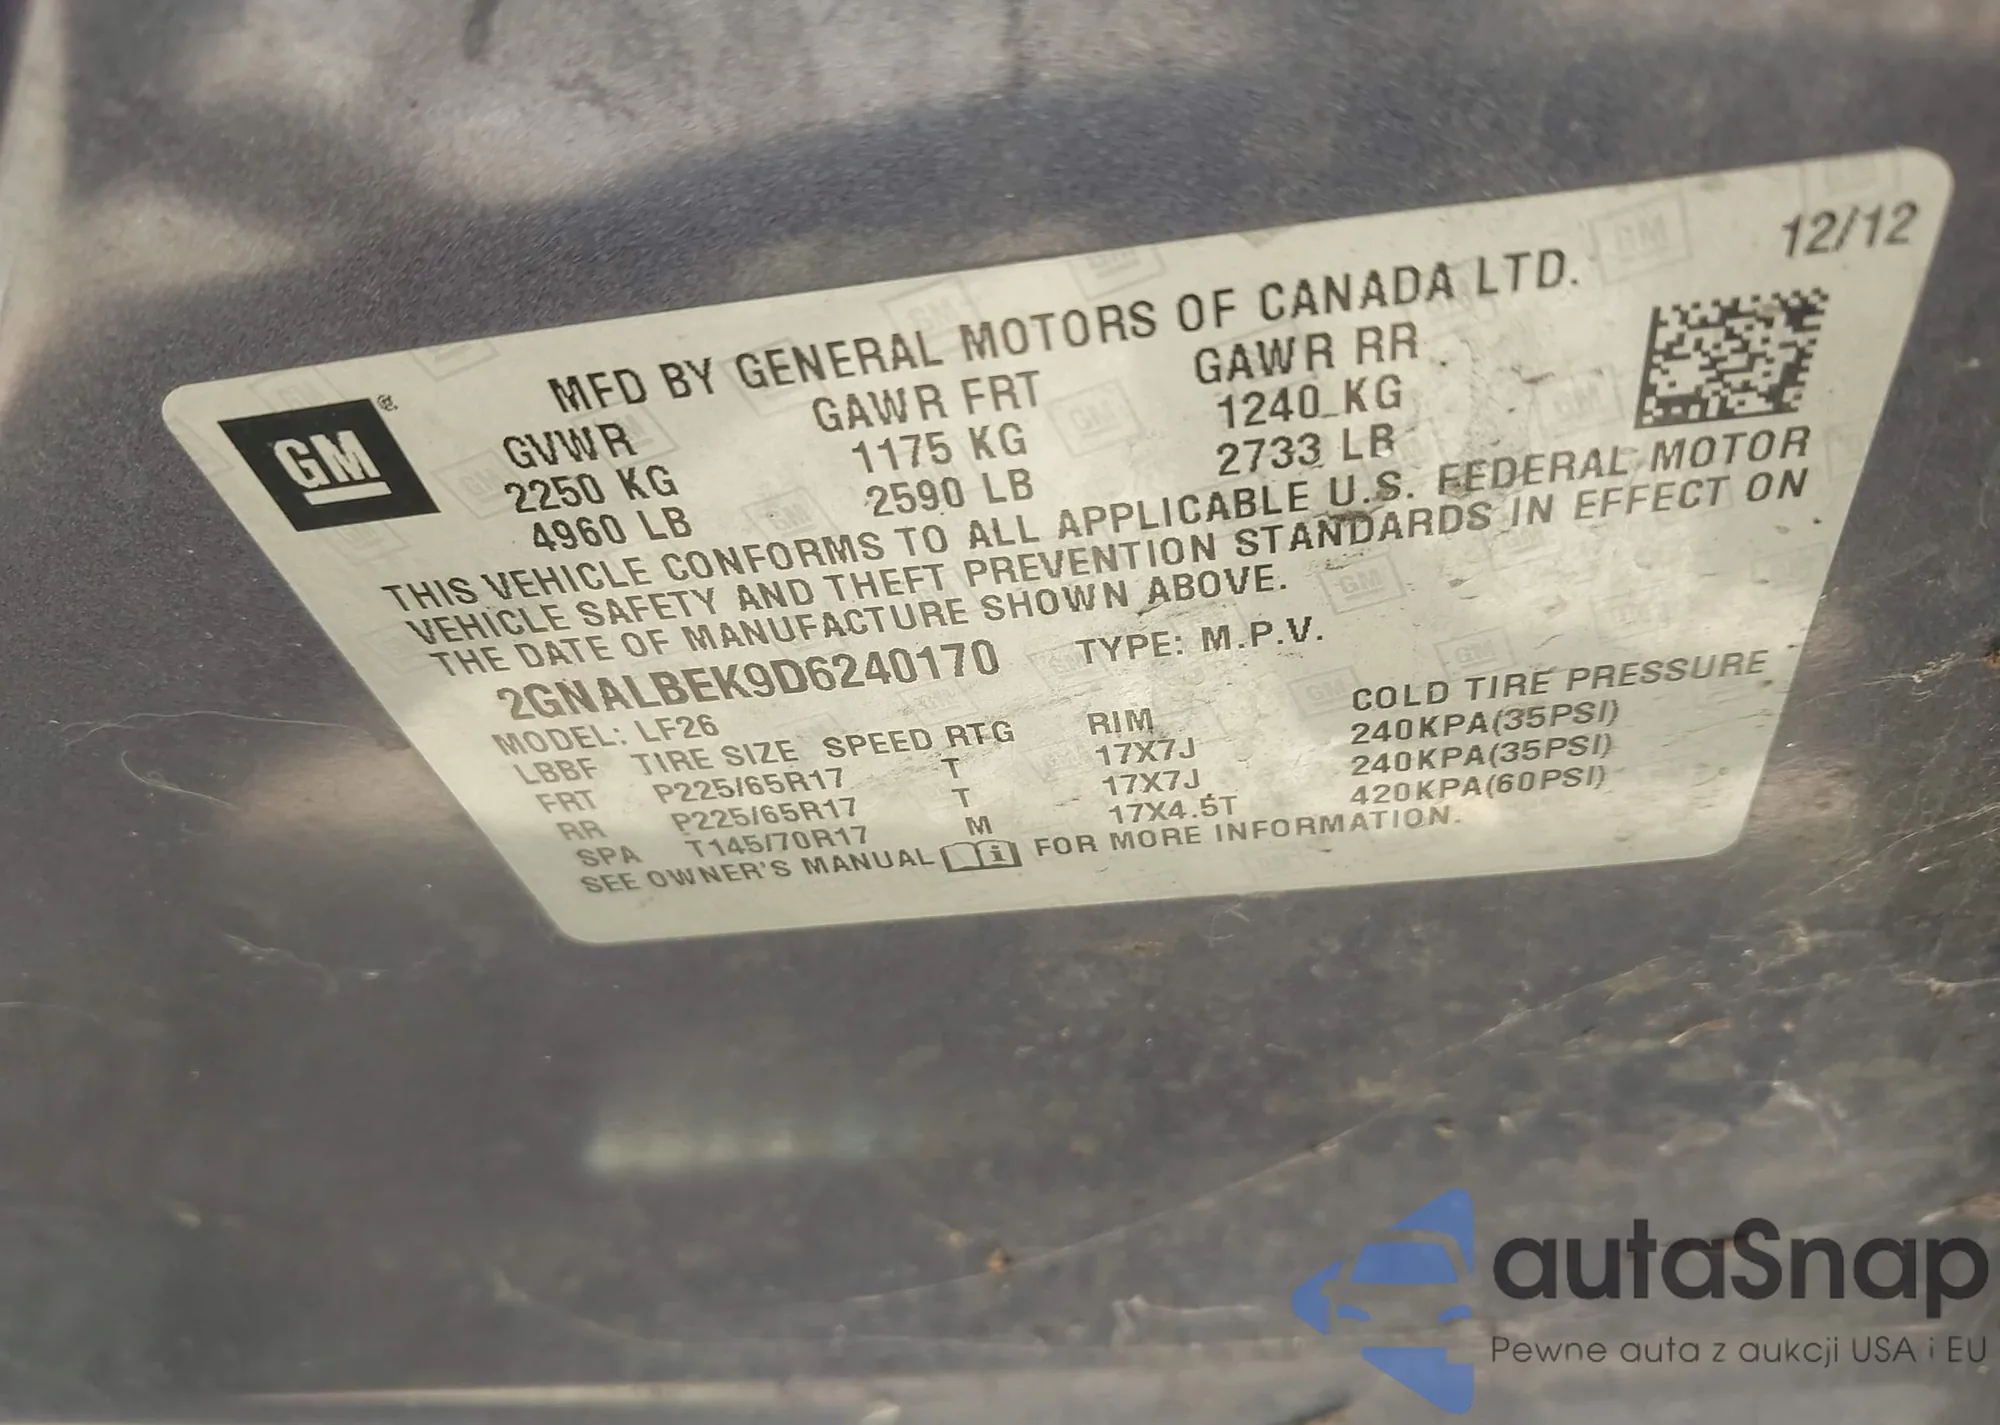 12/12
MFD BY GENERAL MOTORS OF CANADA LTD.
GM ®
GVWR GAWR FRT GAWR RR
2250 KG 1175 KG 1240 KG
4960 LB 2590 LB 2733 LB
THIS VEHICLE CONFORMS TO ALL APPLICABLE U.S. FEDERAL MOTOR
VEHICLE SAFETY AND THEFT PREVENTION STANDARDS IN EFFECT ON
THE DATE OF MANUFACTURE SHOWN ABOVE.
2GNALBEK9D6240170 TYPE: M.P.V.
MODEL: LF26
LBBF TIRE SIZE SPEED RTG RIM COLD TIRE PRESSURE
FRT P225/65R17 T 17X7J 240KPA(35PSI)
RR P225/65R17 T 17X7J 240KPA(35PSI)
SPA T145/70R17 M 17X4.5T 420KPA(60PSI)
SEE OWNER'S MANUAL i FOR MORE INFORMATION.
autaSnap
Pewne auta z aukcji USA i EU